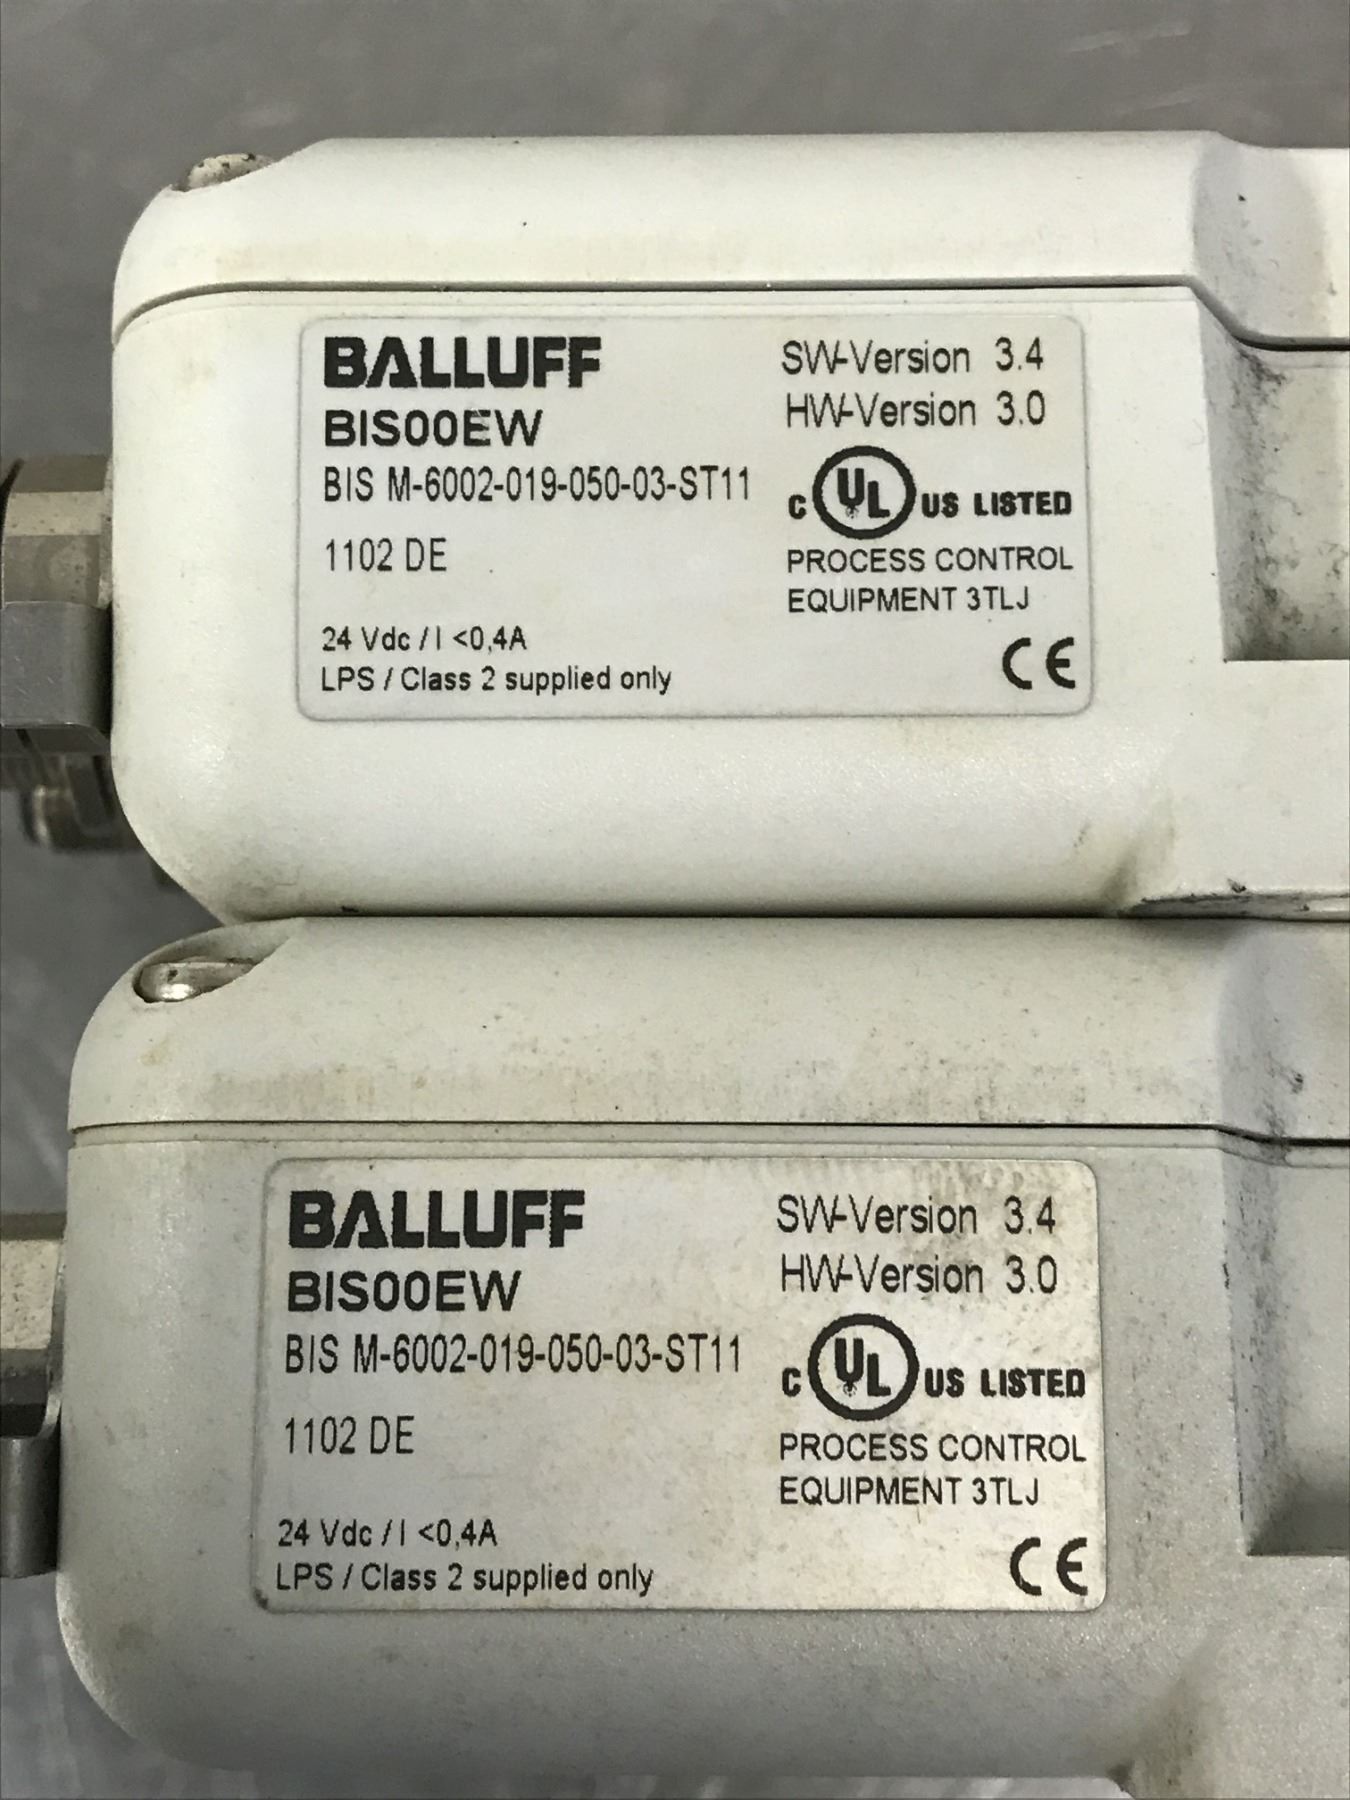 BALLUFF
BIS00EW
BIS M-6002-019-050-03-ST11
1102 DE
24 Vdc / I <0,4A
LPS / Class 2 supplied only
SW-Version 3.4
HW-Version 3.0
C UL US LISTED
PROCESS CONTROL
EQUIPMENT 3TLJ
CE
BALLUFF
BIS00EW
BIS M-6002-019-050-03-ST11
1102 DE
24 Vdc / I <0,4A
LPS / Class 2 supplied only
SW-Version 3.4
HW-Version 3.0
C UL US LISTED
PROCESS CONTROL
EQUIPMENT 3TLJ
CE